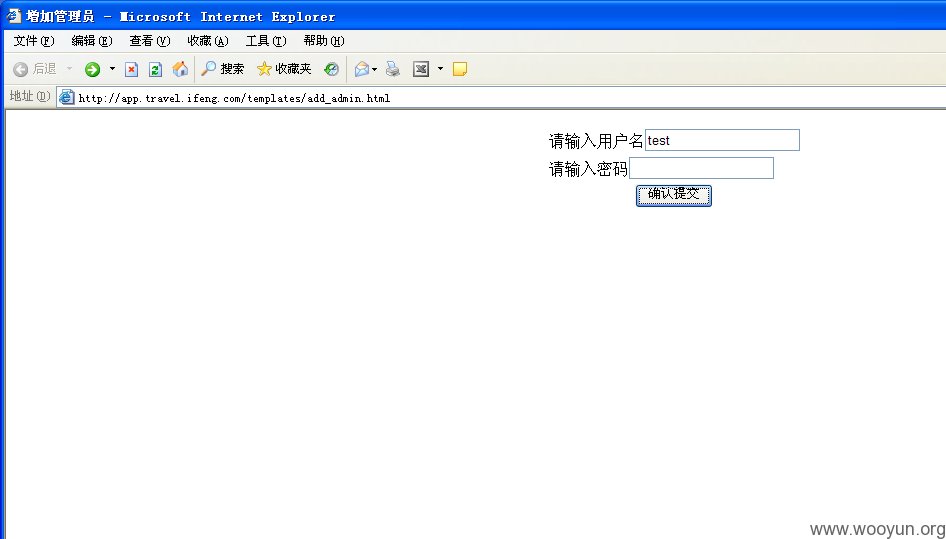 增加管理员 - Microsoft Internet Explorer
文件(F) 编辑(E) 查看(V) 收藏(A) 工具(T) 帮助(H)
后退 搜索 收藏夹
地址(D) http://app.travel.ifeng.com/templates/add_admin.html
请输入用户名 test
请输入密码
确认提交
www.wooyun.org